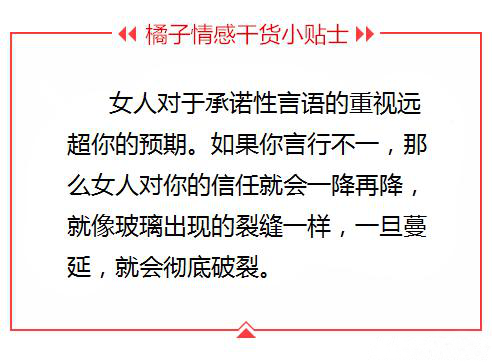 橘子情感干货小贴士
女人对于承诺性言语的重视远
超你的预期。如果你言行不一，那
么女人对你的信任就会一降再降，
就像玻璃出现的裂缝一样，一旦蔓
延，就会彻底破裂。